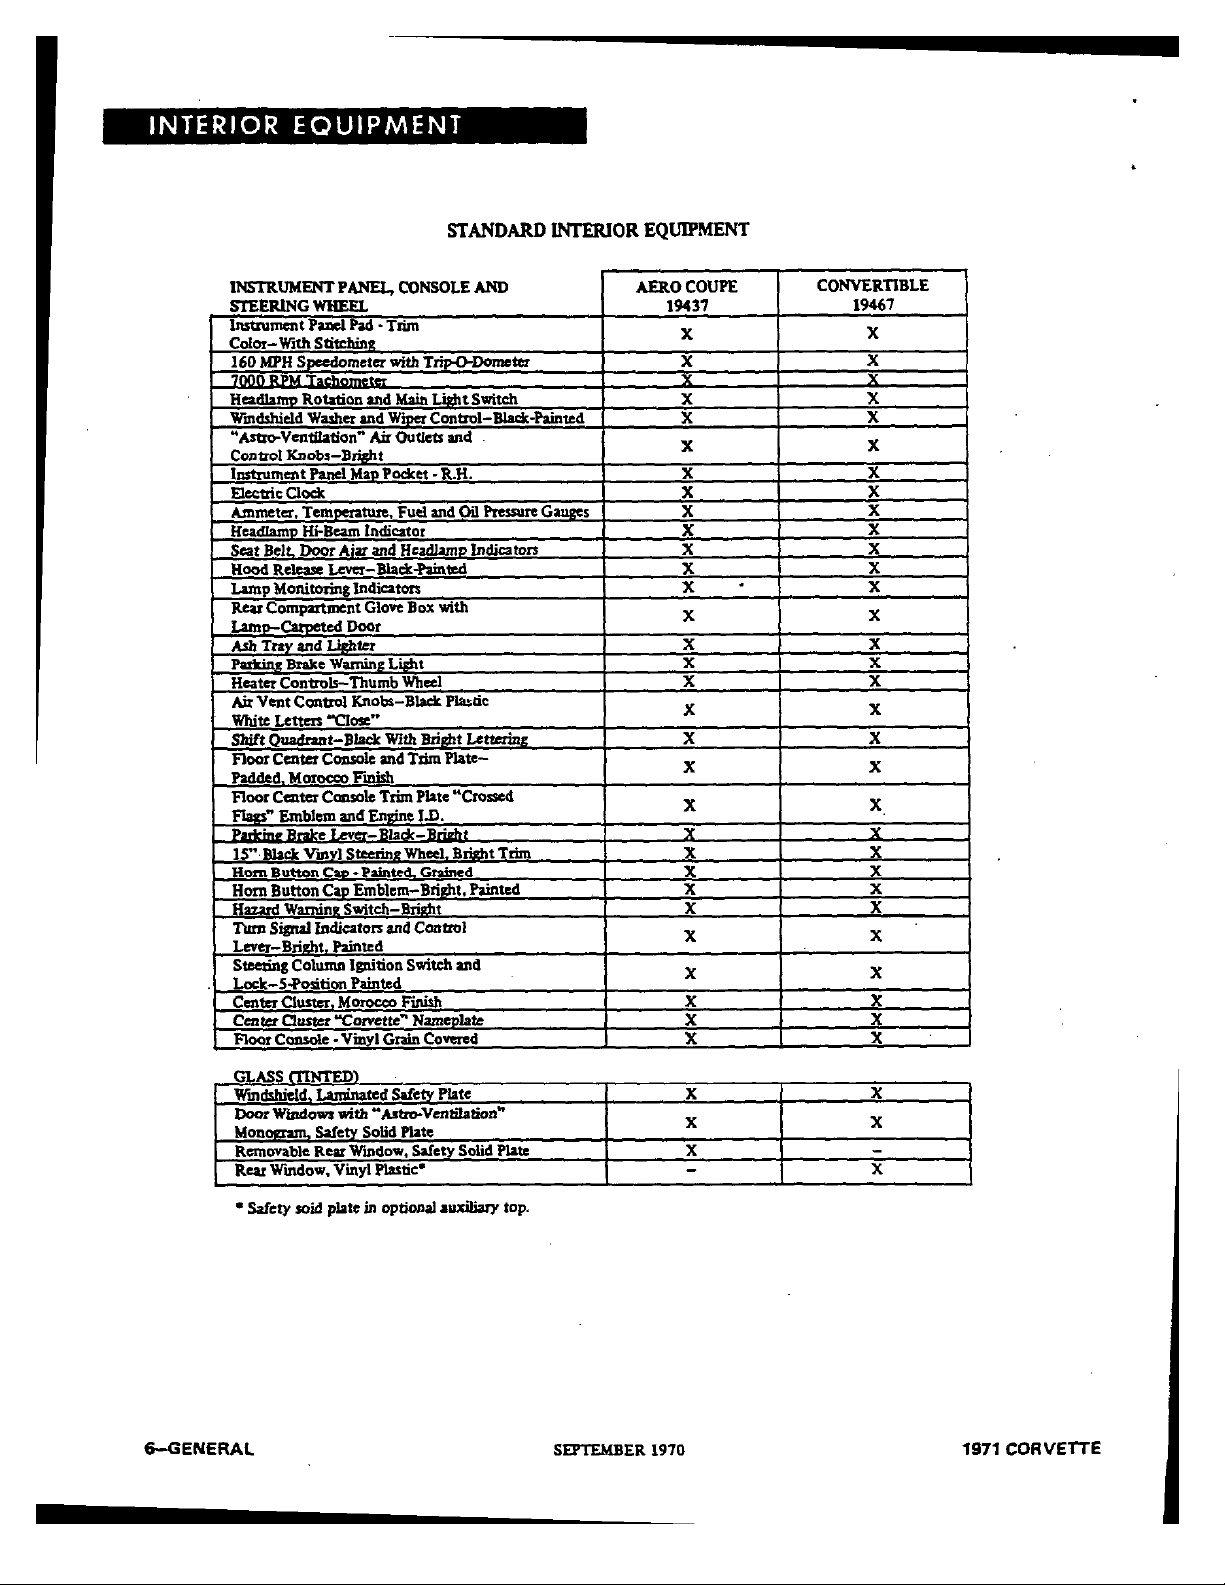 INTERIOR EQUIPMENT
STANDARD INTERIOR EQUIPMENT
INSTRUMENT PANEL, CONSOLE AND STEERING WHEEL AERO COUPE 19437 CONVERTIBLE 19467
Instrument Panel Pad - Trim
Color–With Stitching X X
160 MPH Speedometer with Trip-O-Dometer X X
7000 RPM Tachometer X X
Headlamp Rotation and Main Light Switch X X
Windshield Washer and Wiper Control–Black-Painted X X
"Astro-Ventilation" Air Outlets and
Control Knobs–Bright X X
Instrument Panel Map Pocket - R.H. X X
Electric Clock X X
Ammeter, Temperature, Fuel and Oil Pressure Gauges X X
Headlamp Hi-Beam Indicator X X
Seat Belt, Door Ajar and Headlamp Indicators X X
Hood Release Lever–Black-Painted X X
Lamp Monitoring Indicators X X
Rear Compartment Glove Box with
Lamp–Carpeted Door X X
Ash Tray and Lighter X X
Parking Brake Warning Light X X
Heater Controls–Thumb Wheel X X
Air Vent Control Knobs–Black Plastic
White Letters "Close" X X
Shift Quadrant–Black With Bright Lettering X X
Floor Center Console and Trim Plate–
Padded, Morocco Finish X X
Floor Center Console Trim Plate "Crossed
Flags" Emblem and Engine I.D. X X
Parking Brake Lever–Black–Bright X X
15" Black Vinyl Steering Wheel, Bright Trim X X
Horn Button Cap - Painted, Grained X X
Horn Button Cap Emblem–Bright, Painted X X
Hazard Warning Switch–Bright X X
Turn Signal Indicators and Control
Lever–Bright, Painted X X
Steering Column Ignition Switch and
Lock–5-Position Painted X X
Center Cluster, Morocco Finish X X
Center Cluster "Corvette" Nameplate X X
Floor Console - Vinyl Grain Covered X X
GLASS (TINTED)
Windshield, Laminated Safety Plate X X
Door Windows with "Astro-Ventilation"
Monogram, Safety Solid Plate X X
Removable Rear Window, Safety Solid Plate X –
Rear Window, Vinyl Plastic* – X
* Safety soid plate in optional auxiliary top.
6–GENERAL SEPTEMBER 1970 1971 CORVETTE